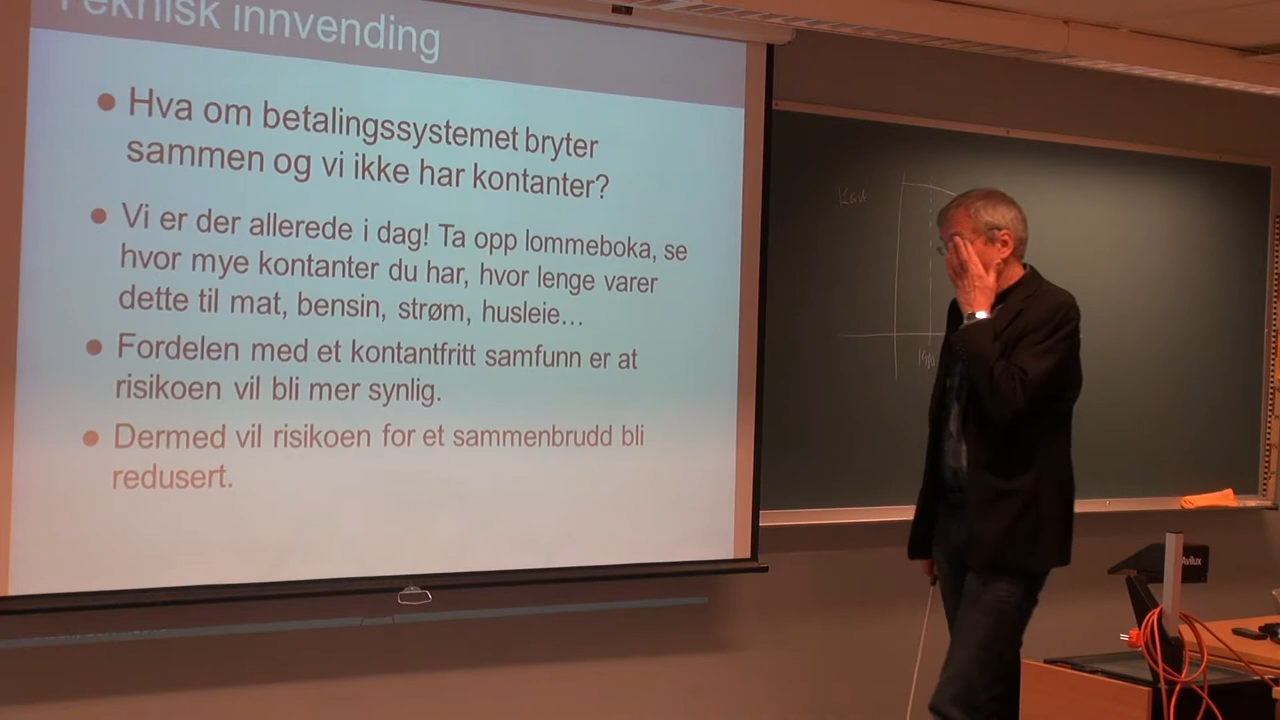 Teknisk innvending
Hva om betalingssystemet bryter
sammen og vi ikke har kontanter?
Vi er der allerede i dag! Ta opp lommeboka, se
hvor mye kontanter du har, hvor lenge varer
dette til mat, bensin, strøm, husleie…
Fordelen med et kontantfritt samfunn er at
risikoen vil bli mer synlig.
Dermed vil risikoen for et sammenbrudd bli
redusert.
Avilux